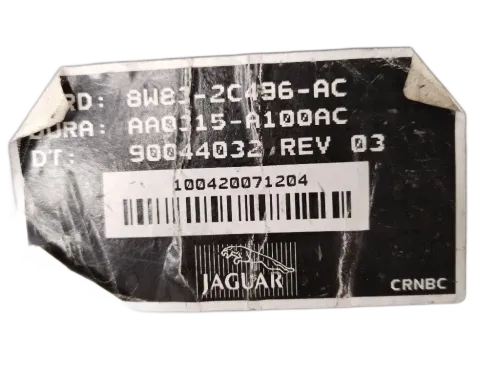 RD: 8W83-2C496-AC
DURA: AA0315-A100AC
DT: 90044032 REV 03
100420071204
JAGUAR
CRNBC